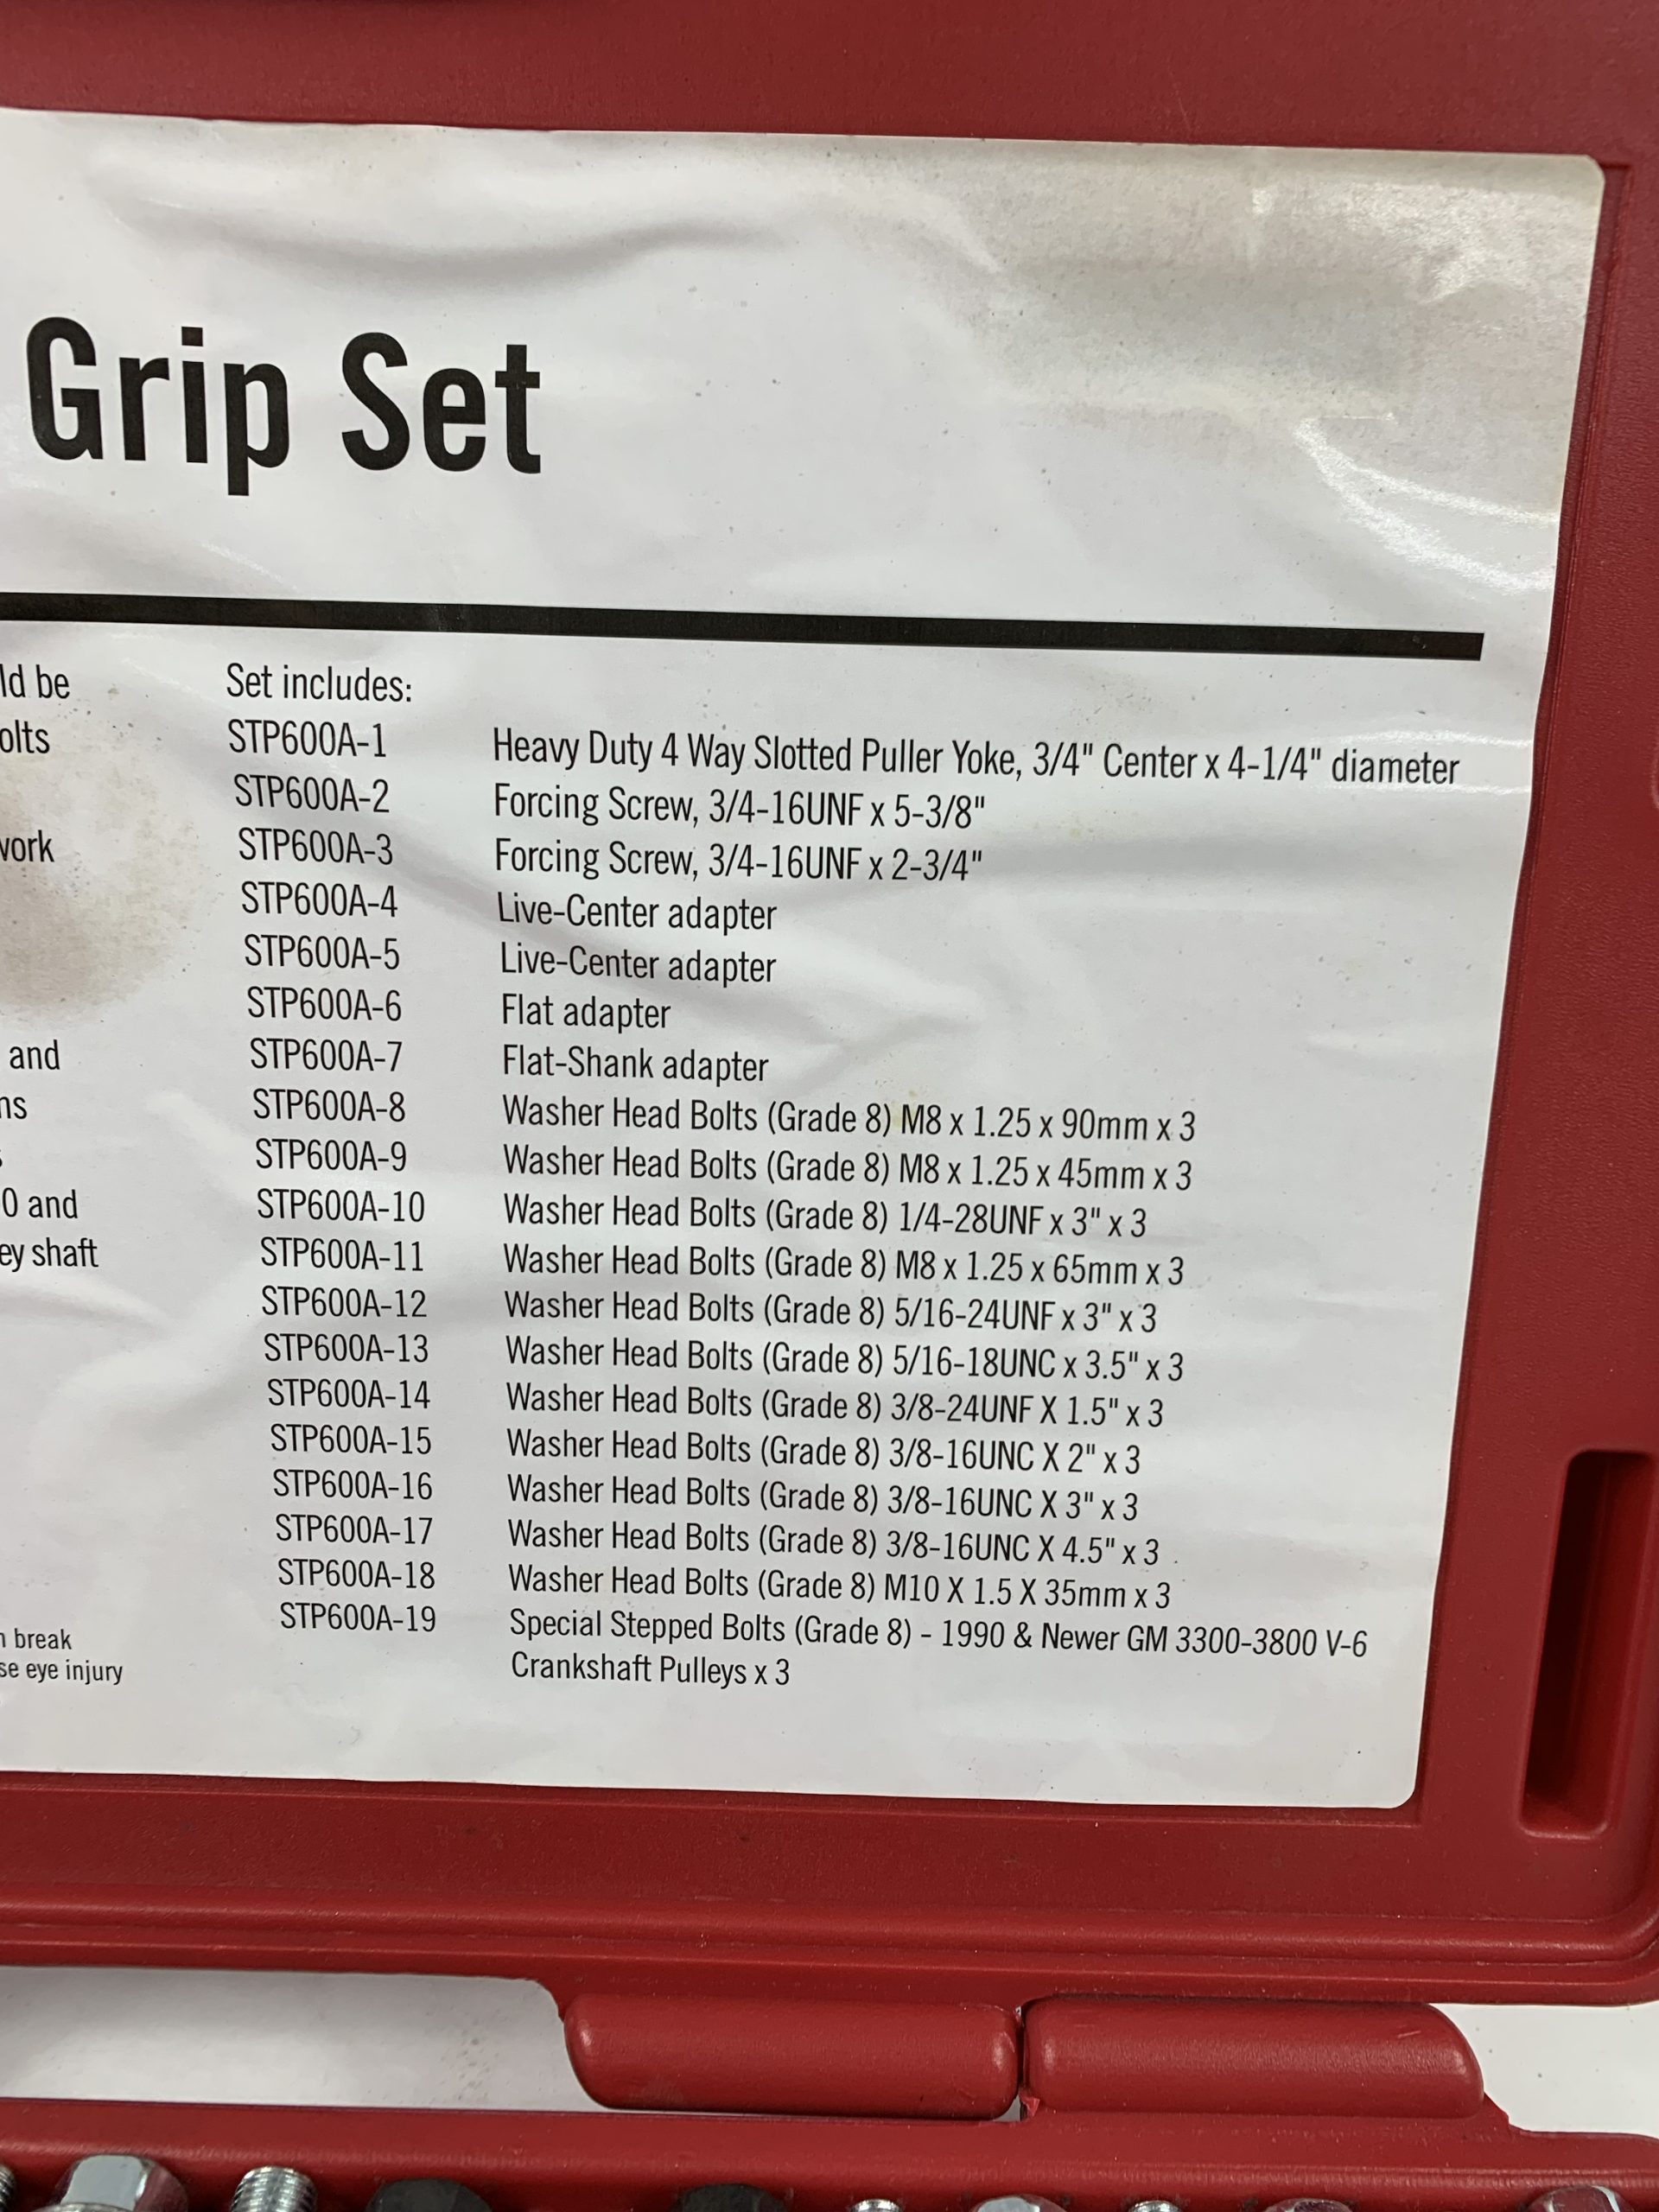 Grip Set
ld be
olts
work
and
ns
0 and
ey shaft
break
se eye injury
Set includes:
STP600A-1 Heavy Duty 4 Way Slotted Puller Yoke, 3/4" Center x 4-1/4" diameter
STP600A-2 Forcing Screw, 3/4-16UNF x 5-3/8"
STP600A-3 Forcing Screw, 3/4-16UNF x 2-3/4"
STP600A-4 Live-Center adapter
STP600A-5 Live-Center adapter
STP600A-6 Flat adapter
STP600A-7 Flat-Shank adapter
STP600A-8 Washer Head Bolts (Grade 8) M8 x 1.25 x 90mm x 3
STP600A-9 Washer Head Bolts (Grade 8) M8 x 1.25 x 45mm x 3
STP600A-10 Washer Head Bolts (Grade 8) 1/4-28UNF x 3" x 3
STP600A-11 Washer Head Bolts (Grade 8) M8 x 1.25 x 65mm x 3
STP600A-12 Washer Head Bolts (Grade 8) 5/16-24UNF x 3" x 3
STP600A-13 Washer Head Bolts (Grade 8) 5/16-18UNC x 3.5" x 3
STP600A-14 Washer Head Bolts (Grade 8) 3/8-24UNF X 1.5" x 3
STP600A-15 Washer Head Bolts (Grade 8) 3/8-16UNC X 2" x 3
STP600A-16 Washer Head Bolts (Grade 8) 3/8-16UNC X 3" x 3
STP600A-17 Washer Head Bolts (Grade 8) 3/8-16UNC X 4.5" x 3
STP600A-18 Washer Head Bolts (Grade 8) M10 X 1.5 X 35mm x 3
STP600A-19 Special Stepped Bolts (Grade 8) - 1990 & Newer GM 3300-3800 V-6
Crankshaft Pulleys x 3